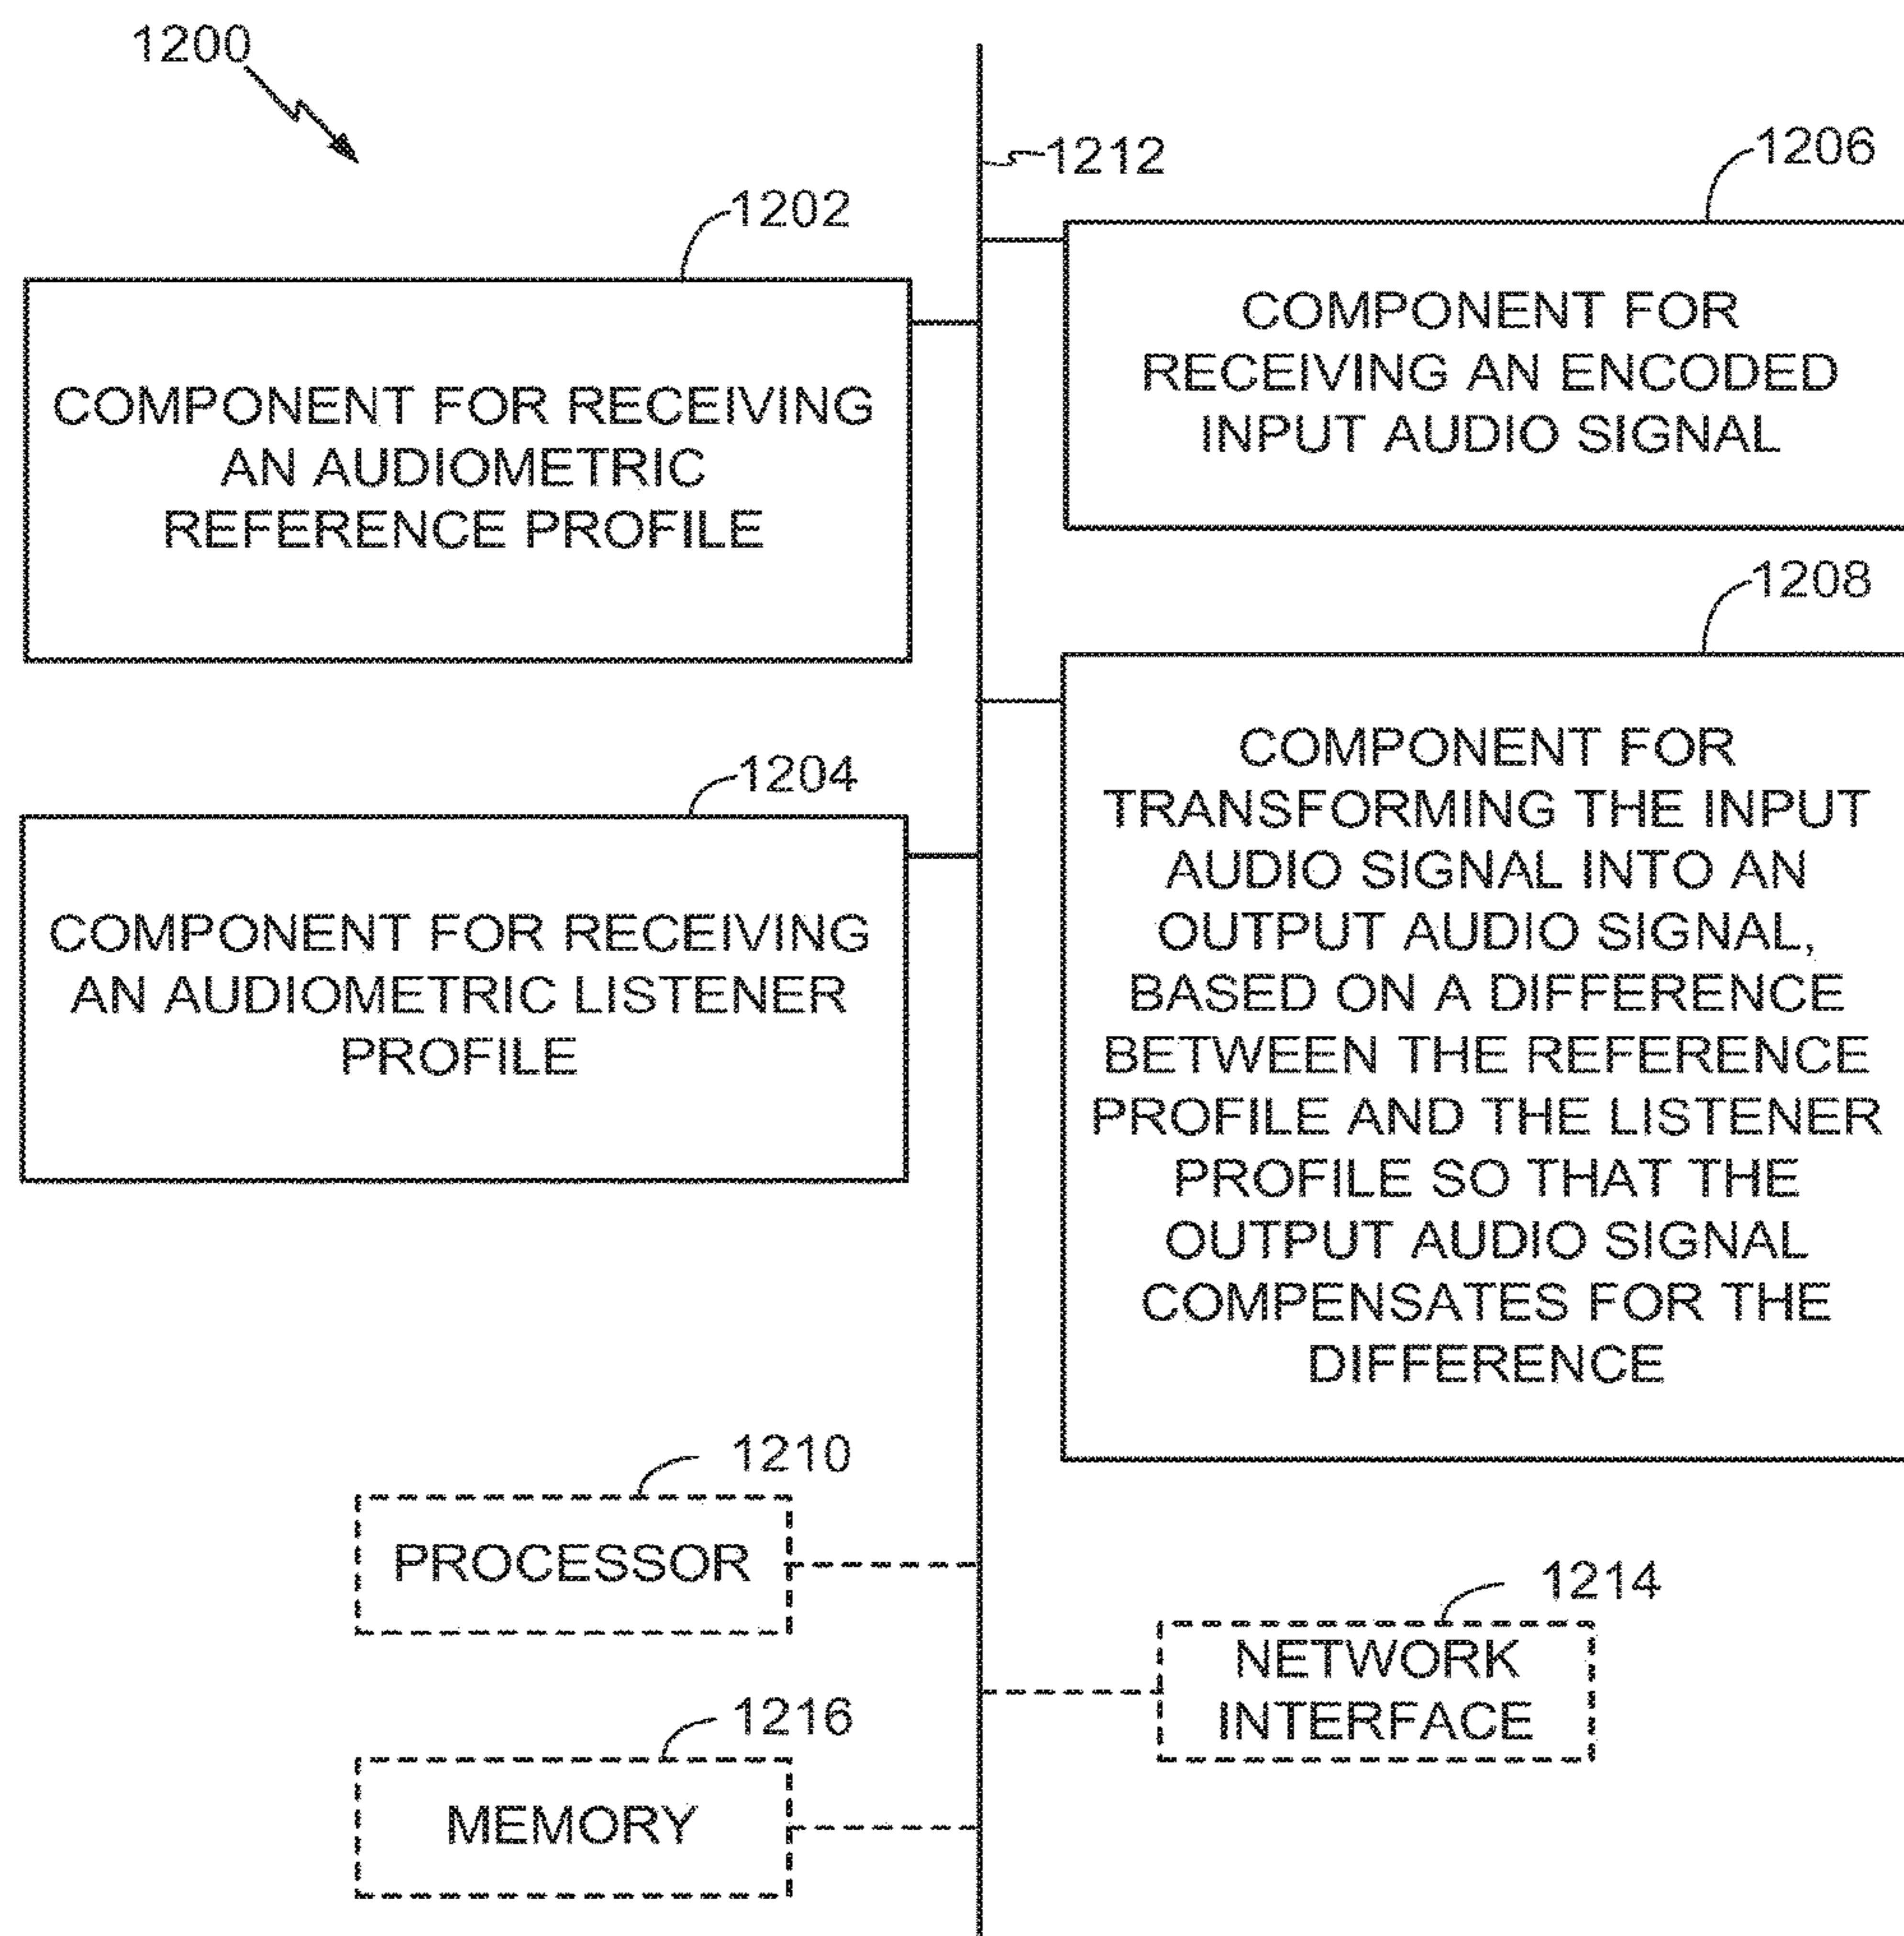 1200
1212
1206
1202
COMPONENT FOR
RECEIVING AN ENCODED
INPUT AUDIO SIGNAL
COMPONENT FOR RECEIVING
AN AUDIOMETRIC
REFERENCE PROFILE
1208
1204
COMPONENT FOR
TRANSFORMING THE INPUT
AUDIO SIGNAL INTO AN
OUTPUT AUDIO SIGNAL,
BASED ON A DIFFERENCE
BETWEEN THE REFERENCE
PROFILE AND THE LISTENER
PROFILE SO THAT THE
OUTPUT AUDIO SIGNAL
COMPENSATES FOR THE
DIFFERENCE
COMPONENT FOR RECEIVING
AN AUDIOMETRIC LISTENER
PROFILE
1210
PROCESSOR
1214
NETWORK
INTERFACE
1216
MEMORY